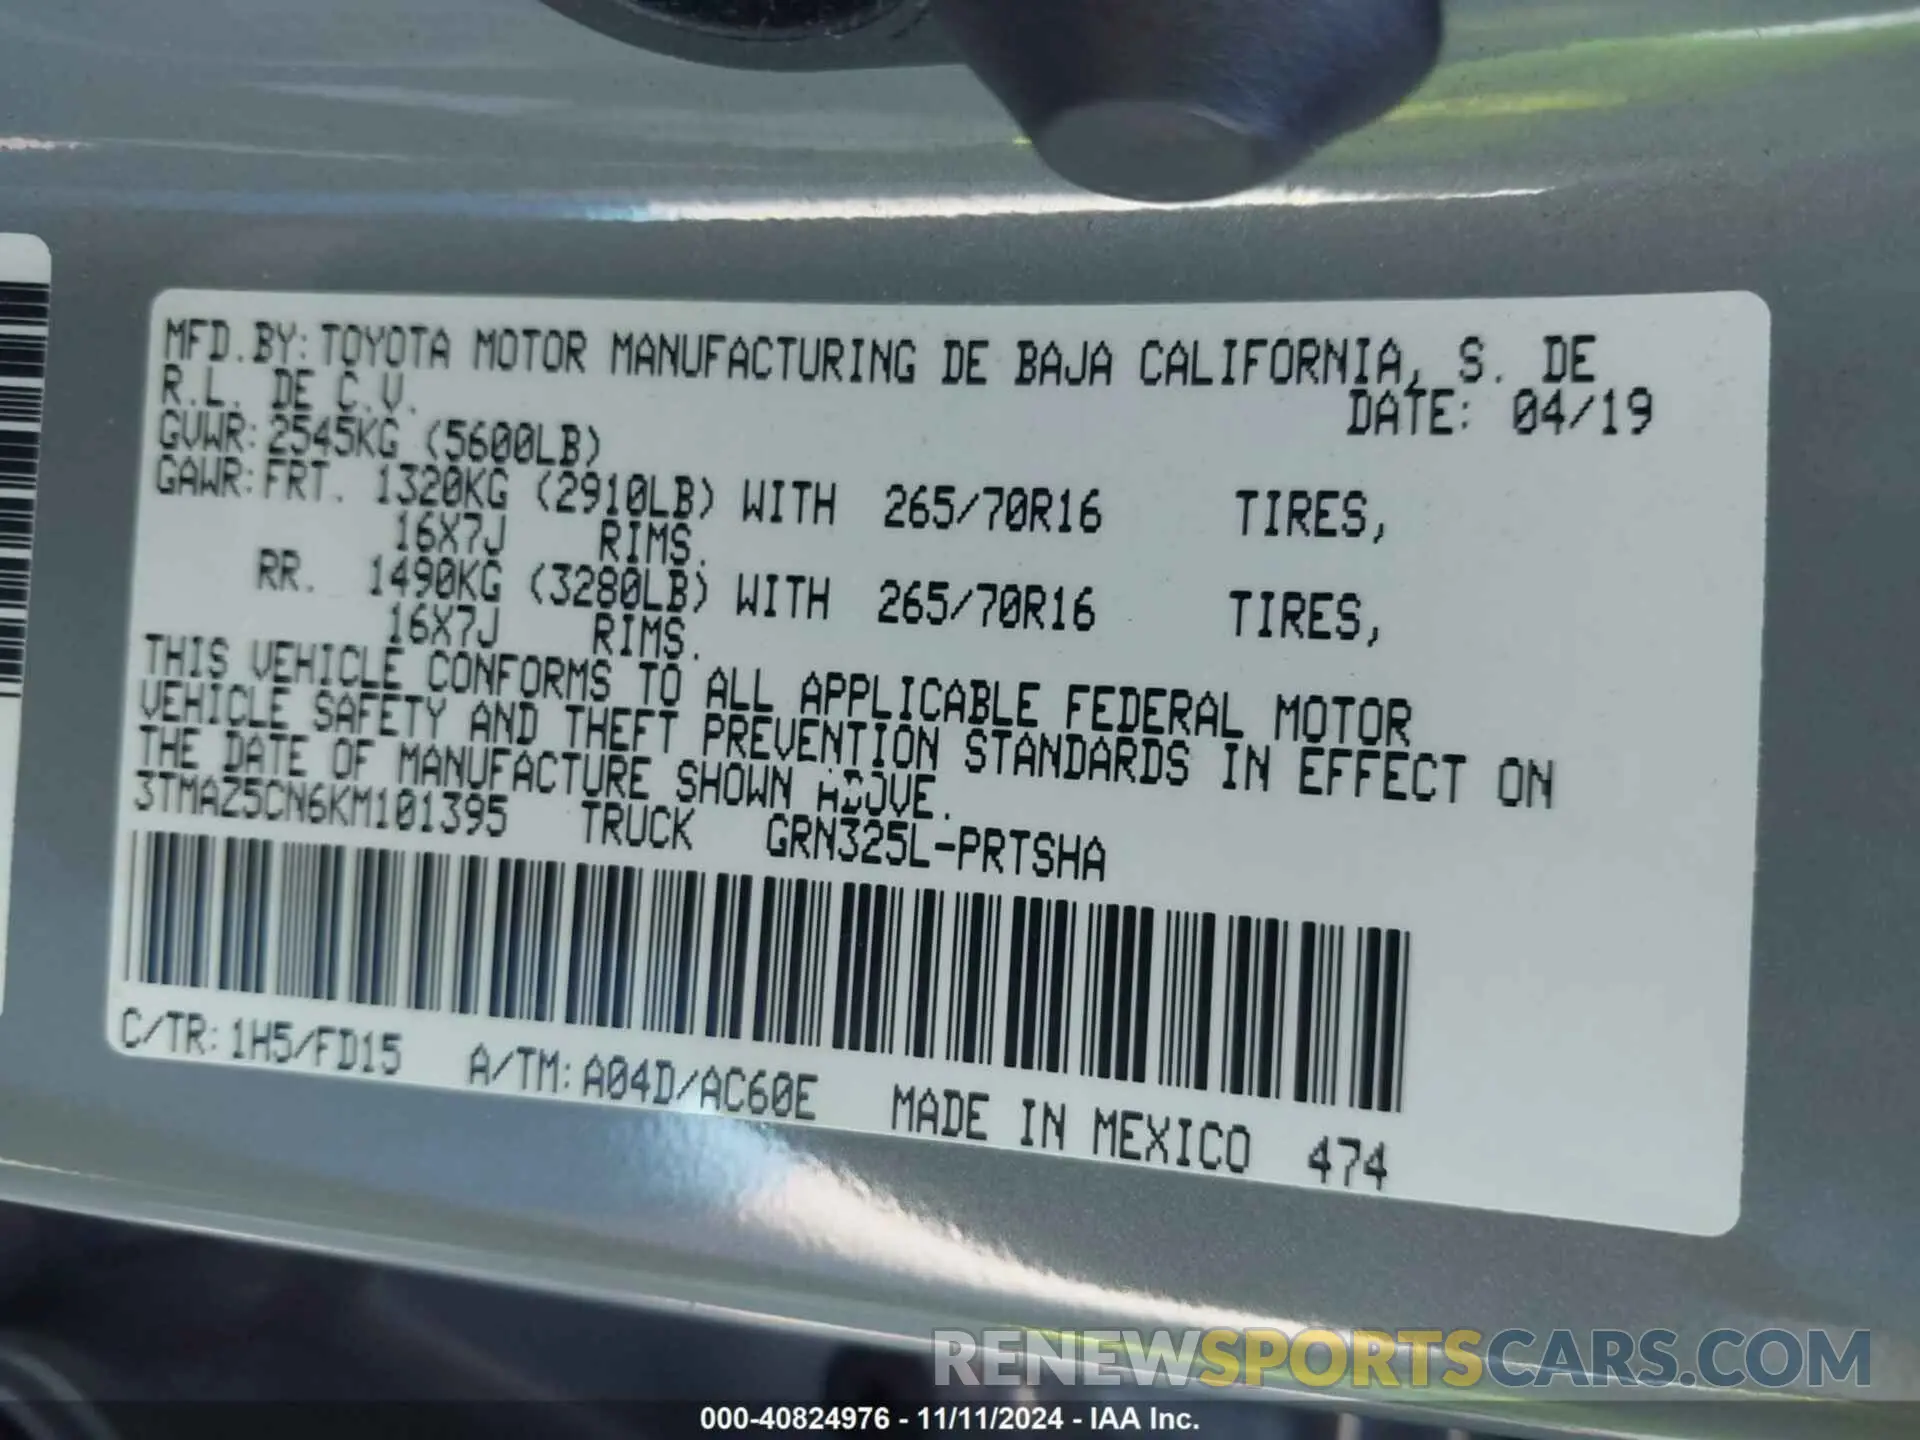 MFD. BY: TOYOTA MOTOR MANUFACTURING DE BAJA CALIFORNIA, S. DE
R.L. DE C.V.
DATE: 04/19
GVWR: 2545KG (5600LB)
GAWR: FRT. 1320KG (2910LB) WITH 265/70R16 TIRES,
16X7J RIMS.
RR. 1490KG (3280LB) WITH 265/70R16 TIRES,
16X7J RIMS.
THIS VEHICLE CONFORMS TO ALL APPLICABLE FEDERAL MOTOR
VEHICLE SAFETY AND THEFT PREVENTION STANDARDS IN EFFECT ON
THE DATE OF MANUFACTURE SHOWN ABOVE.
3TMAZ5CN6KM101395 TRUCK GRN325L-PRTSHA
C/TR: 1H5/FD15 A/TM: A04D/AC60E MADE IN MEXICO 474
RENEWSPORTSCARS.COM
000-40824976 - 11/11/2024 - IAA Inc.